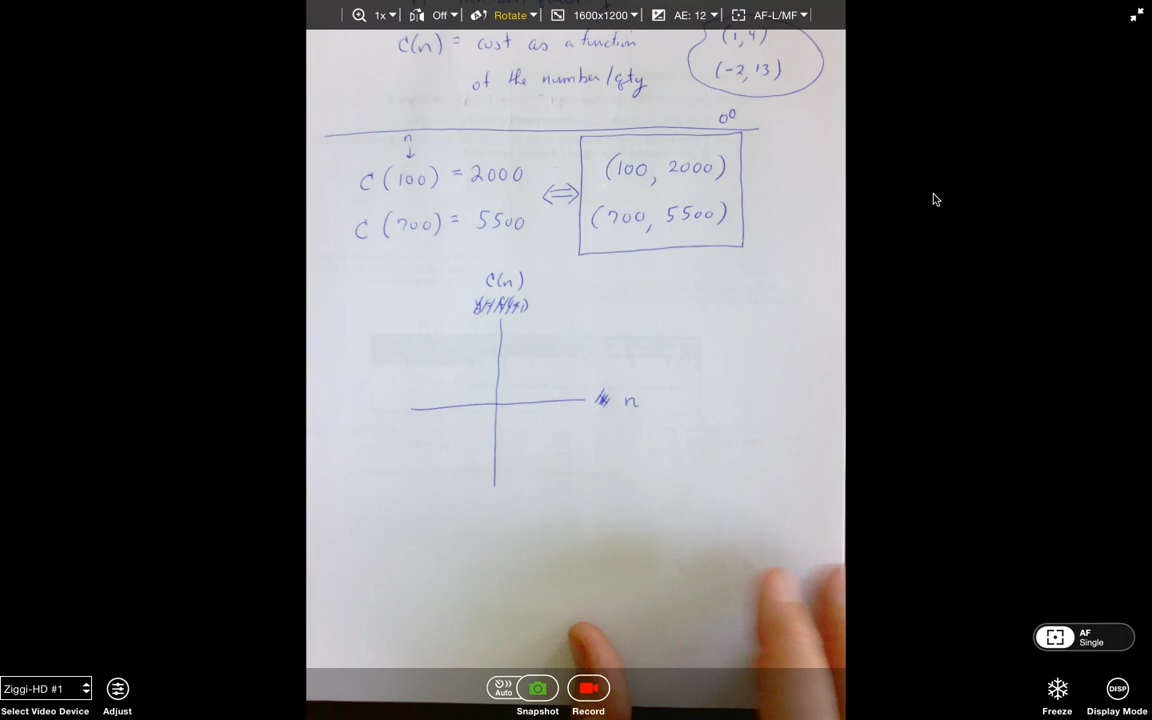 1x Off Rotate 1600x1200 AE: 12 AF-L/MF
C(n) = cost as a function
of the number/qty
(1, 4)
(-2, 13)
n
↓
C(100) = 2000 ⇔ (100, 2000)
C(700) = 5500 (700, 5500)
C(n)
n
AF
Single
Ziggi-HD #1
Select Video Device
Adjust
Auto
Snapshot
Record
Freeze
DISP
Display Mode